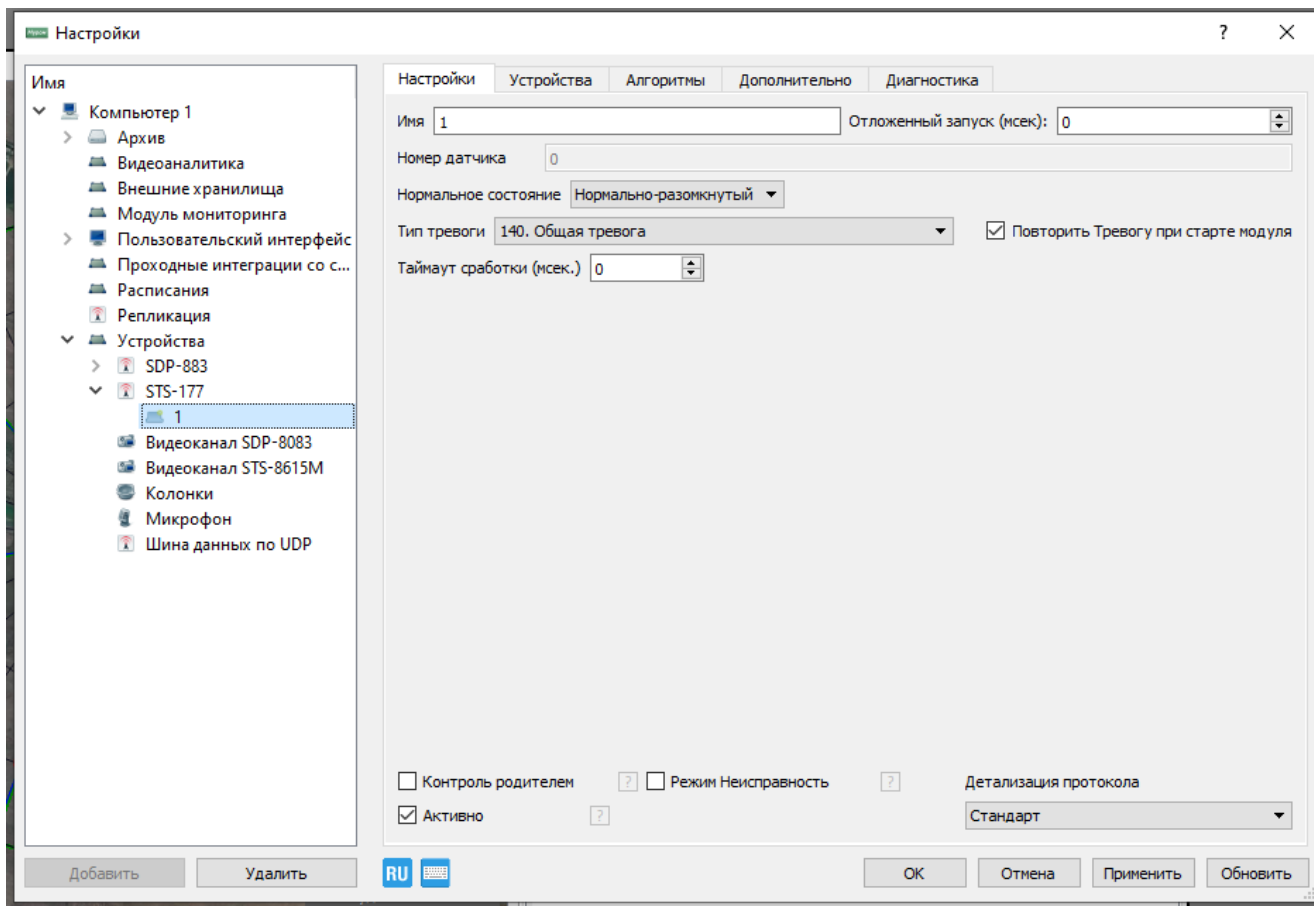 Настройки
?
Имя
Компьютер 1
Архив
Видеоаналитика
Внешние хранилища
Модуль мониторинга
Пользовательский интерфейс
Проходные интеграции со с...
Расписания
Репликация
Устройства
SDP-883
STS-177
1
Видеоканал SDP-8083
Видеоканал STS-8615M
Колонки
Микрофон
Шина данных по UDP
Добавить Удалить
Настройки Устройства Алгоритмы Дополнительно Диагностика
Имя 1 Отложенный запуск (мсек): 0
Номер датчика 0
Нормальное состояние Нормально-разомкнутый
Тип тревоги 140. Общая тревога Повторить Тревогу при старте модуля
Таймаут сработки (мсек.) 0
Контроль родителем ? Режим Неисправность ? Детализация протокола
Активно ? Стандарт
RU OK Отмена Применить Обновить